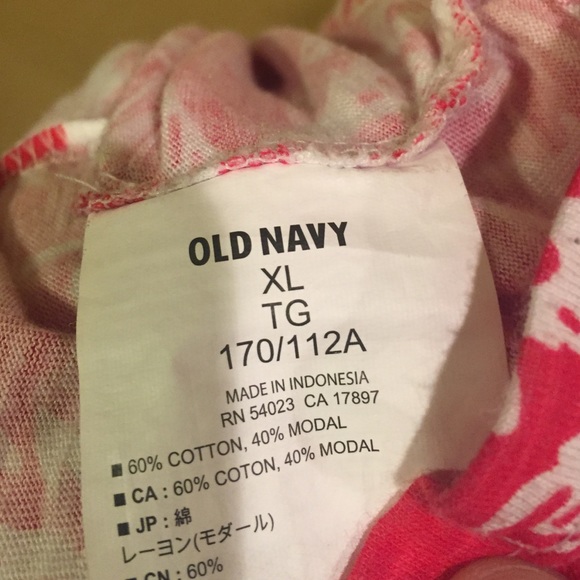 OLD NAVY
XL
TG
170/112A
MADE IN INDONESIA
RN 54023 CA 17897
■ 60% COTTON, 40% MODAL
■ CA : 60% COTON, 40% MODAL
■ JP : 綿
レーヨン(モダール)
■ CN : 60%